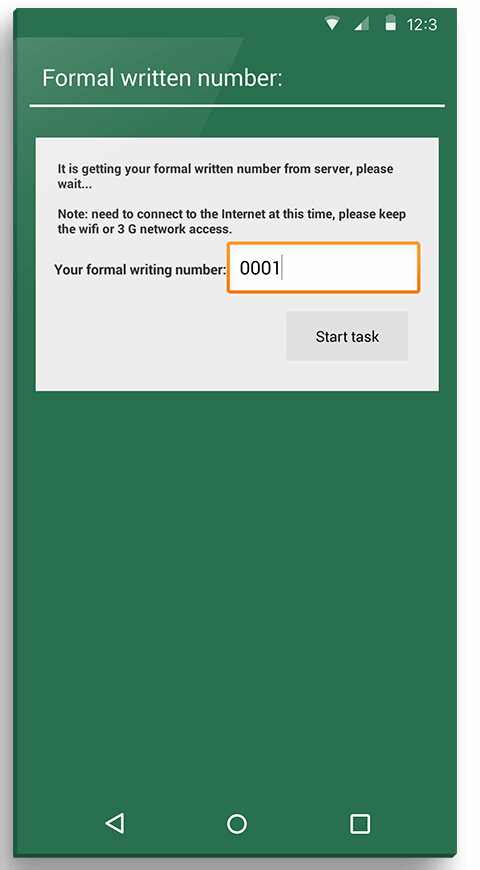 12:3
Formal written number:
It is getting your formal written number from server, please
wait...
Note: need to connect to the Internet at this time, please keep
the wifi or 3 G network access.
Your formal writing number: 0001
Start task